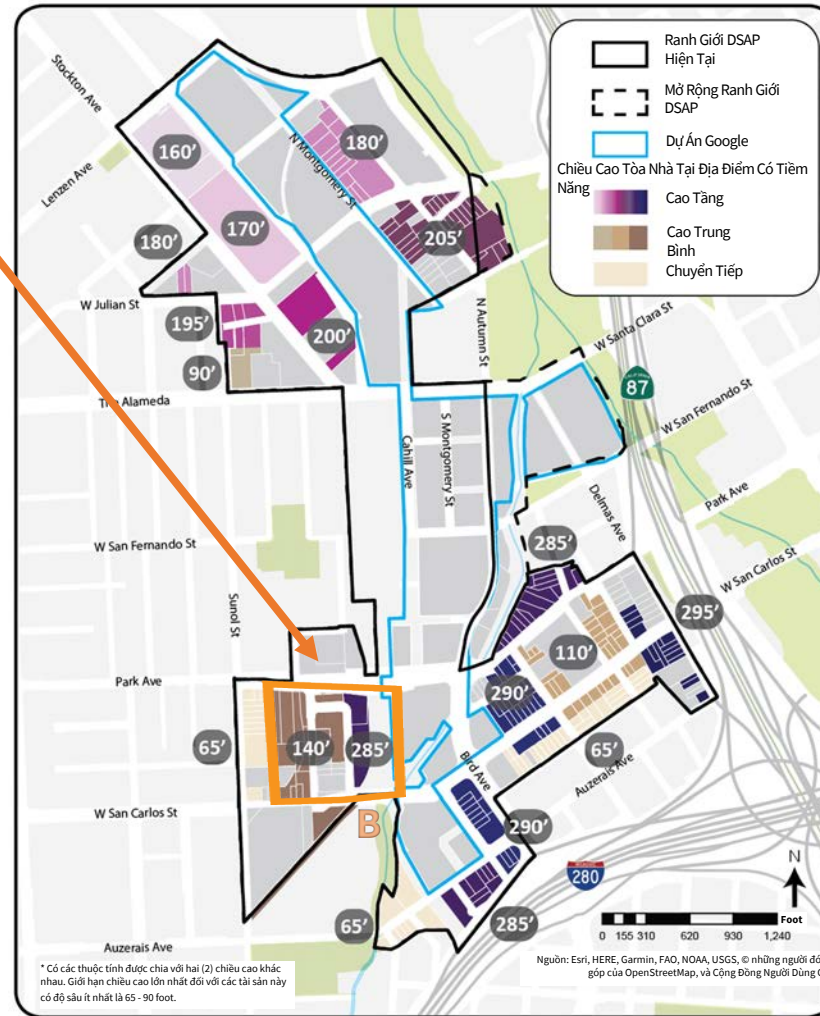 Ranh Giới DSAP
Hiện Tại
Mở Rộng Ranh Giới
DSAP
Dự Án Google
Chiều Cao Tòa Nhà Tại Địa Điểm Có Tiềm
Năng
Cao Tầng
Cao Trung
Bình
Chuyển Tiếp
Stockton Ave
Lenzen Ave
160'
N Montgomery St
180'
170'
180'
205'
W Julian St
195'
200'
N Autumn St
W Santa Clara St
90'
87
The Alameda
W San Fernando St
Cahill Ave
S Montgomery St
Park Ave
Delmas Ave
W San Fernando St
W San Carlos St
285'
Sunol St
295'
110'
Park Ave
290'
65'
140'
285'
65'
Bird Ave
Auzerais Ave
W San Carlos St
B
290'
280
N
65'
285'
Foot
0 155 310 620 930 1,240
Auzerais Ave
* Có các thuộc tính được chia với hai (2) chiều cao khác
nhau. Giới hạn chiều cao lớn nhất đối với các tài sản này
có độ sâu ít nhất là 65 - 90 foot.
Nguồn: Esri, HERE, Garmin, FAO, NOAA, USGS, © những người đó
góp của OpenStreetMap, và Cộng Đồng Người Dùng